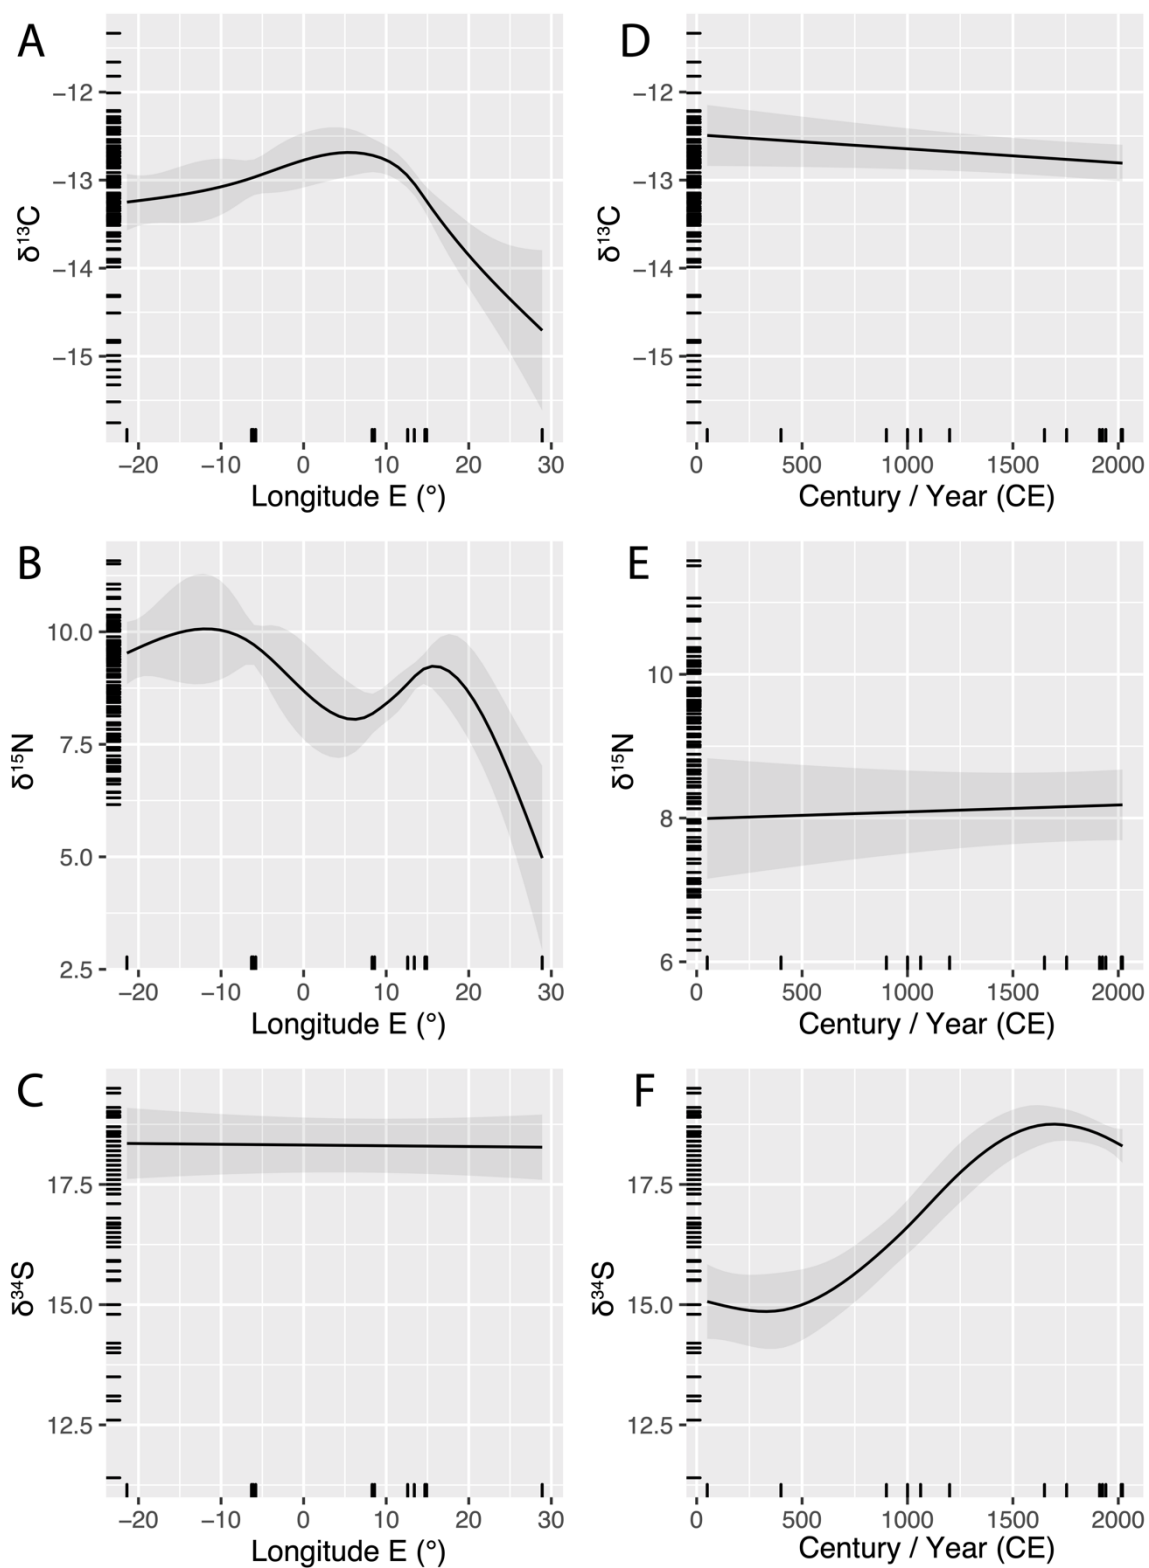 A
δ¹³C
−12
−13
−14
−15
−20 −10 0 10 20 30
Longitude E (°)
D
δ¹³C
−12
−13
−14
−15
0 500 1000 1500 2000
Century / Year (CE)
B
δ¹⁵N
10.0
7.5
5.0
2.5
−20 −10 0 10 20 30
Longitude E (°)
E
δ¹⁵N
10
8
6
0 500 1000 1500 2000
Century / Year (CE)
C
δ³⁴S
17.5
15.0
12.5
−20 −10 0 10 20 30
Longitude E (°)
F
δ³⁴S
17.5
15.0
12.5
0 500 1000 1500 2000
Century / Year (CE)